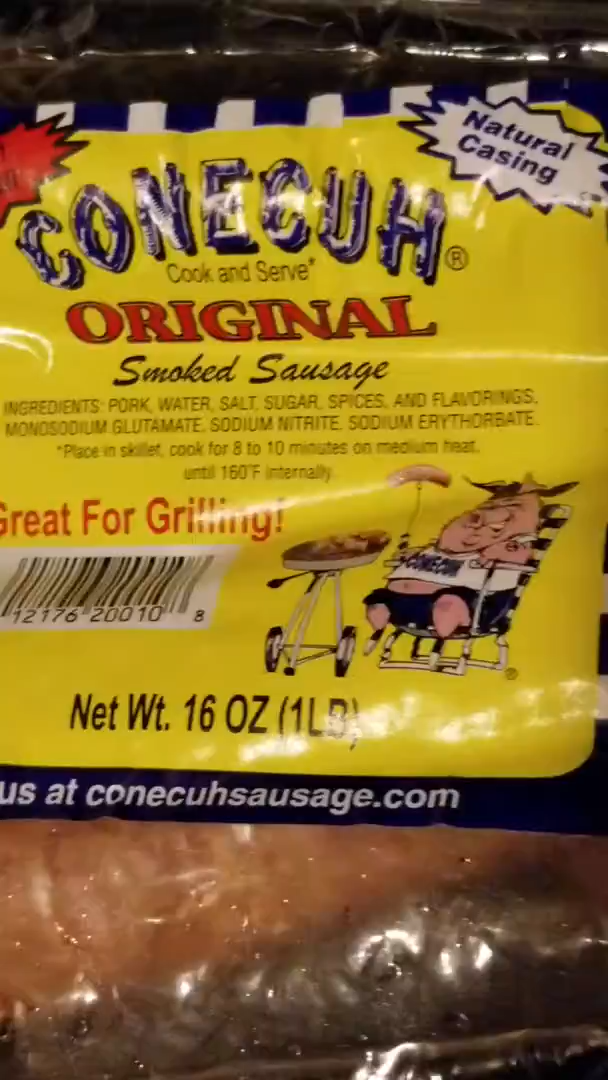 Natural
Casing
CONECUH®
Cook and Serve*
ORIGINAL
Smoked Sausage
INGREDIENTS: PORK, WATER, SALT, SUGAR, SPICES, AND FLAVORINGS,
MONOSODIUM GLUTAMATE, SODIUM NITRITE, SODIUM ERYTHORBATE.
*Place in skillet, cook for 8 to 10 minutes on medium heat,
until 160°F internally.
Great For Grilling!
CONECUH
12176 20010 8
®
Net Wt. 16 OZ (1LB)
us at conecuhsausage.com